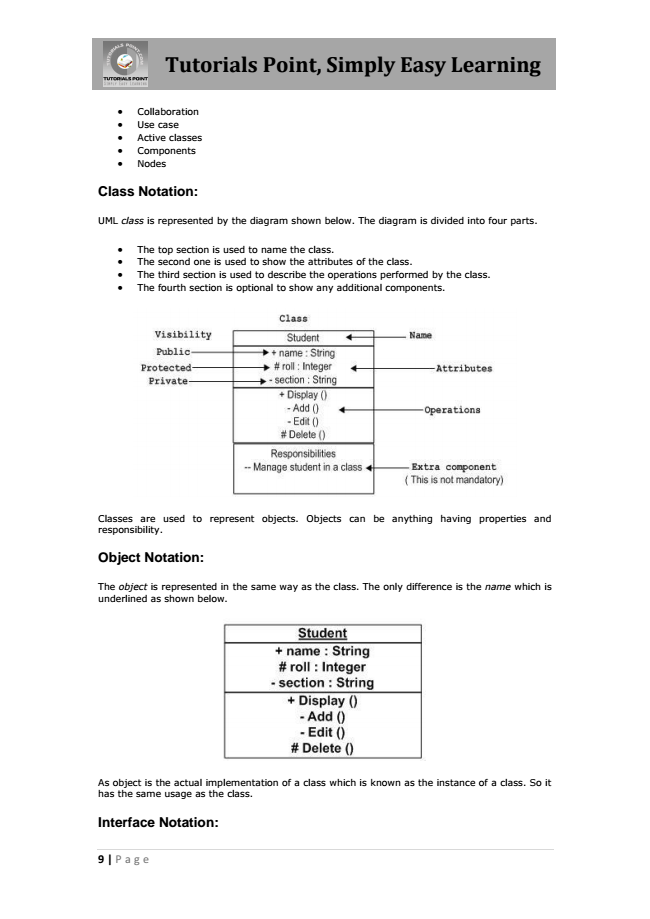 TUTORIALS POINT.COM
TUTORIALS POINT
SIMPLY EASY LEARNING
Tutorials Point, Simply Easy Learning
• Collaboration
• Use case
• Active classes
• Components
• Nodes
Class Notation:
UML class is represented by the diagram shown below. The diagram is divided into four parts.
• The top section is used to name the class.
• The second one is used to show the attributes of the class.
• The third section is used to describe the operations performed by the class.
• The fourth section is optional to show any additional components.
Class
Visibility
Student
Name
Public
+ name : String
Protected
# roll : Integer
Attributes
Private
- section : String
+ Display ()
- Add ()
Operations
- Edit ()
# Delete ()
Responsibilities
-- Manage student in a class
Extra component
( This is not mandatory)
Classes are used to represent objects. Objects can be anything having properties and
responsibility.
Object Notation:
The object is represented in the same way as the class. The only difference is the name which is
underlined as shown below.
Student
+ name : String
# roll : Integer
- section : String
+ Display ()
- Add ()
- Edit ()
# Delete ()
As object is the actual implementation of a class which is known as the instance of a class. So it
has the same usage as the class.
Interface Notation:
9 | Page